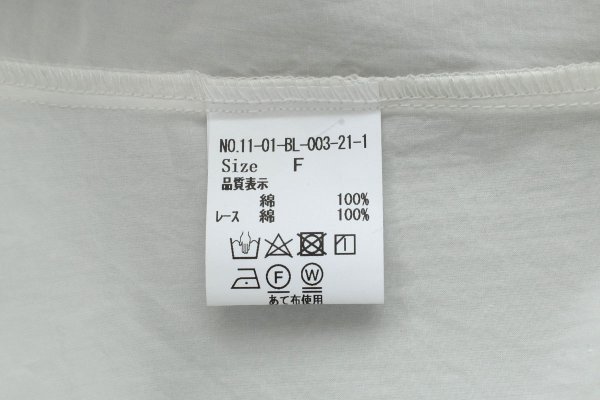 NO.11-01-BL-003-21-1
Size F
品質表示
綿 100%
レース 綿 100%
F W
あて布使用